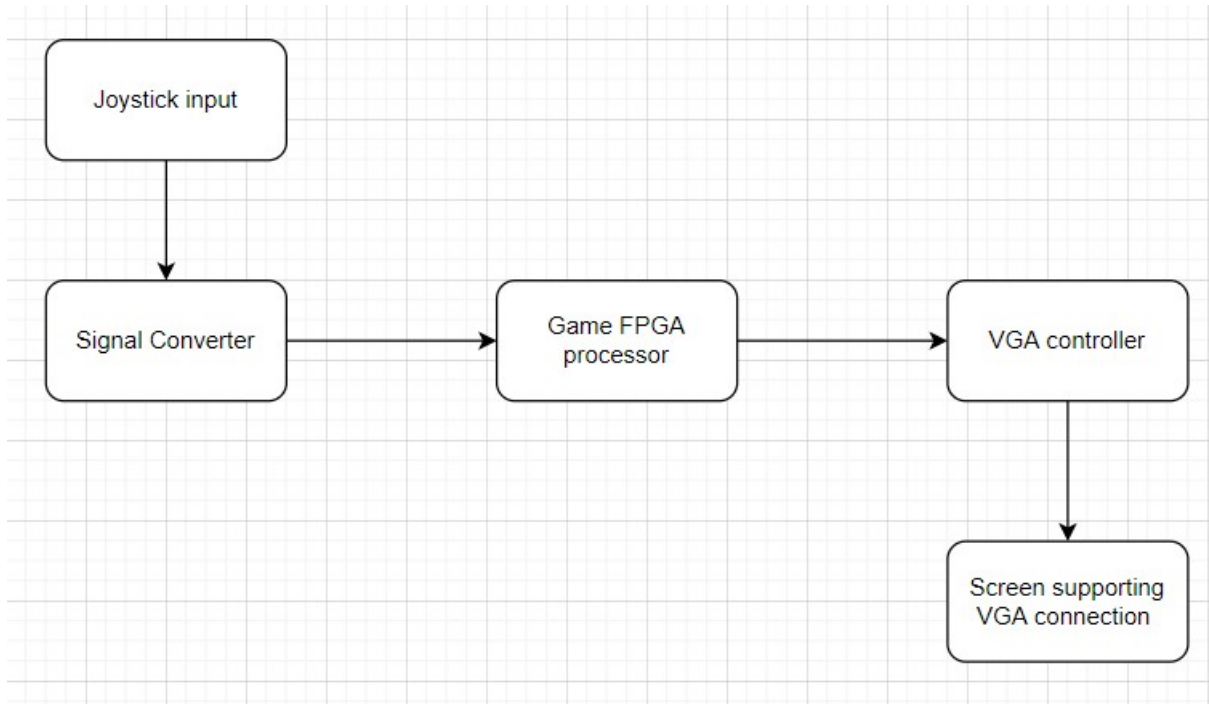 Joystick input
Signal Converter
Game FPGA
processor
VGA controller
Screen supporting
VGA connection